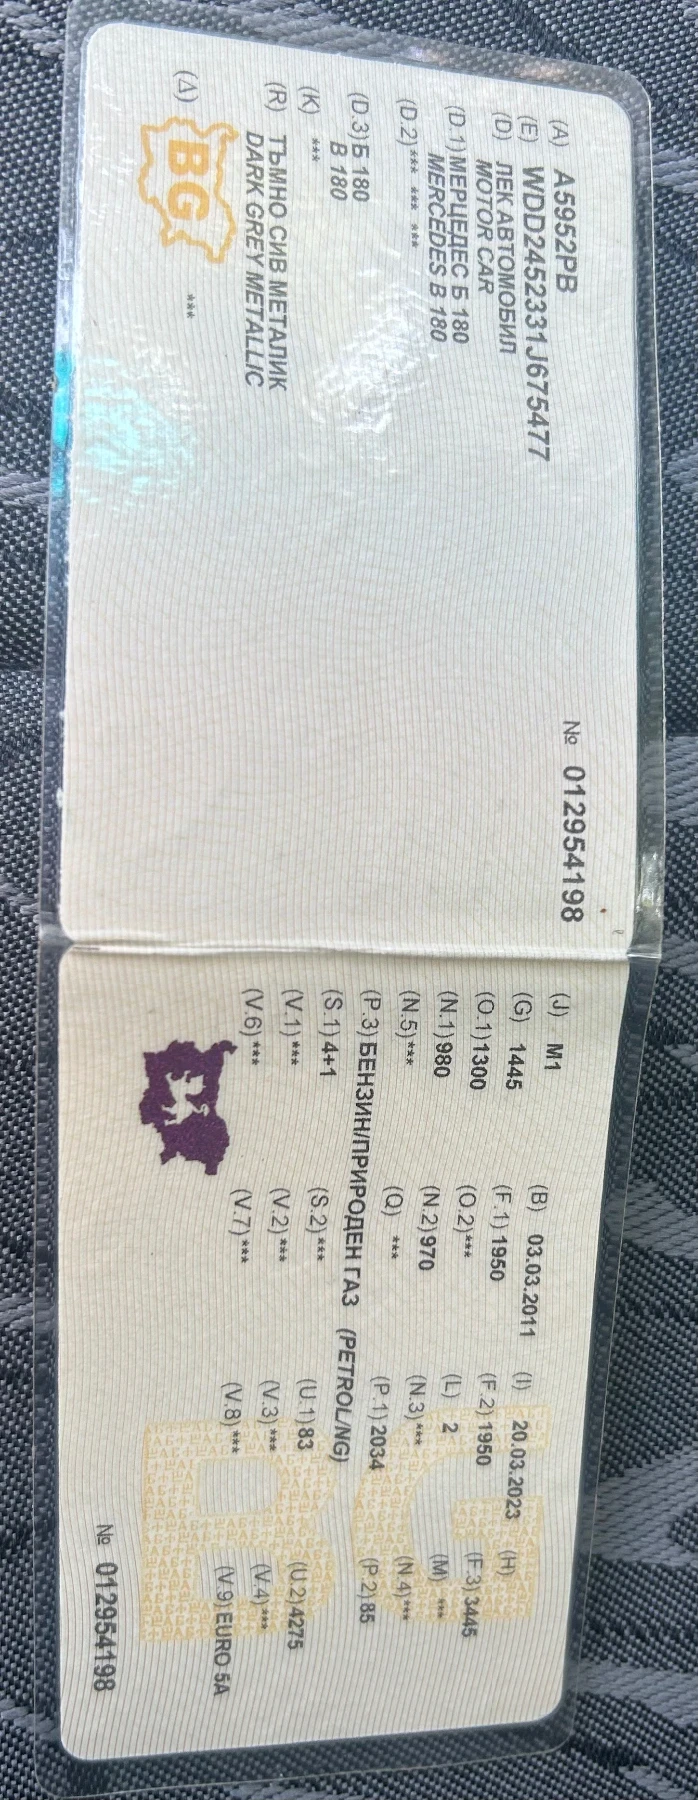 № 012954198
(A) A5952PB
(E) WDD2452331J675477
(D) ЛЕК АВТОМОБИЛ
MOTOR CAR
(D.1) МЕРЦЕДЕС Б 180
MERCEDES B 180
(D.2) *** *** ***
(D.3) Б 180
B 180
(K) ***
(R) ТЪМНО СИВ МЕТАЛИК
DARK GREY METALLIC
(Δ) ***
BG
(J) M1 (B) 03.03.2011 (I) 20.03.2023 (H)
(G) 1445 (F.1) 1950 (F.2) 1950 (F.3) 3445
(O.1) 1300 (O.2) *** (L) 2 (M) ***
(N.1) 980 (N.2) 970 (N.3) *** (N.4) ***
(N.5) *** (Q) *** (P.1) 2034 (P.2) 85
(P.3) БЕНЗИН/ПРИРОДЕН ГАЗ (PETROL/NG)
(S.1) 4+1 (S.2) *** (U.1) 83 (U.2) 4275
(V.1) *** (V.2) *** (V.3) *** (V.4) ***
(V.6) *** (V.7) *** (V.8) *** (V.9) EURO 5A
BG
№ 012954198